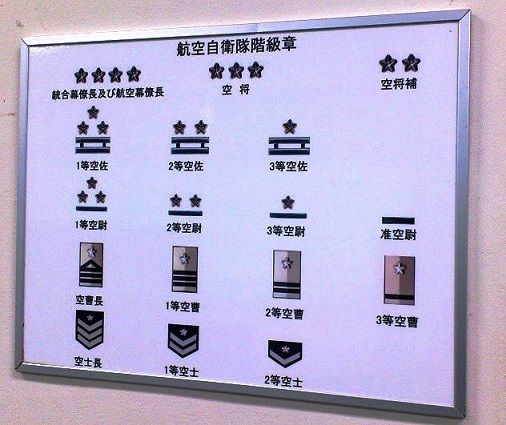 航空自衛隊階級章
統合幕僚長及び航空幕僚長
空将
空将補
1等空佐
2等空佐
3等空佐
1等空尉
2等空尉
3等空尉
准空尉
空曹長
1等空曹
2等空曹
3等空曹
空士長
1等空士
2等空士